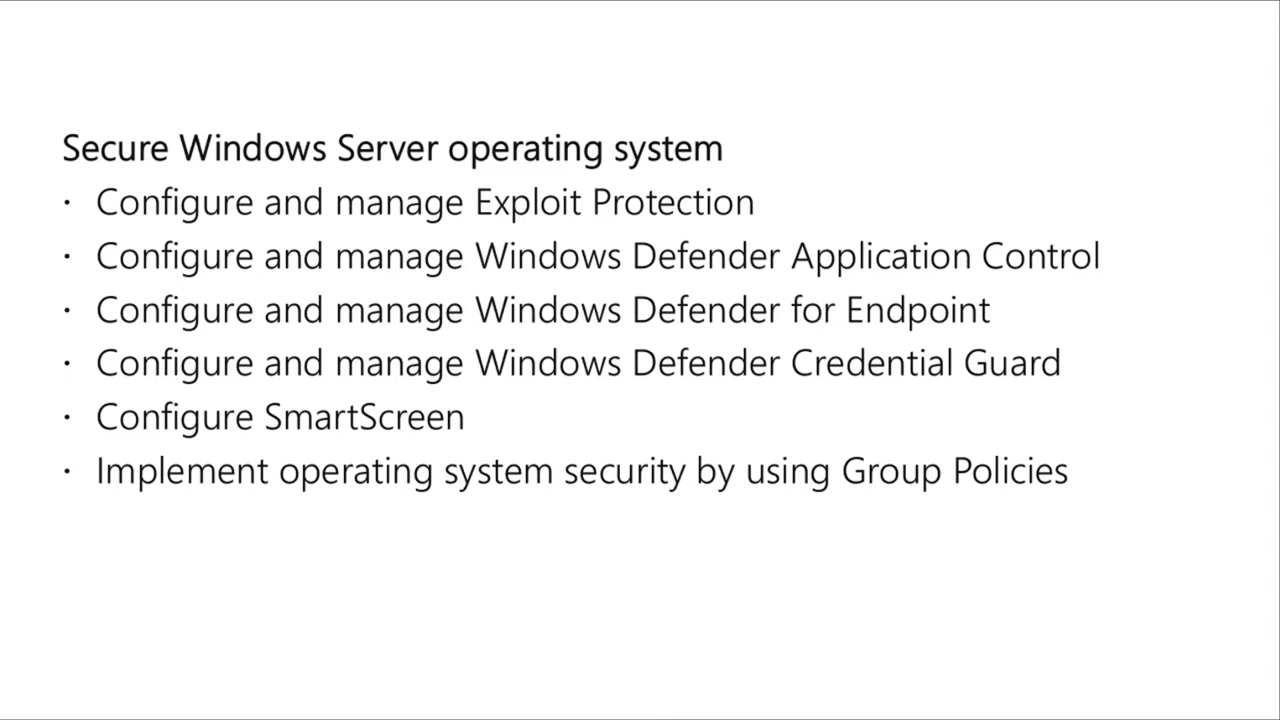 Secure Windows Server operating system
· Configure and manage Exploit Protection
· Configure and manage Windows Defender Application Control
· Configure and manage Windows Defender for Endpoint
· Configure and manage Windows Defender Credential Guard
· Configure SmartScreen
· Implement operating system security by using Group Policies